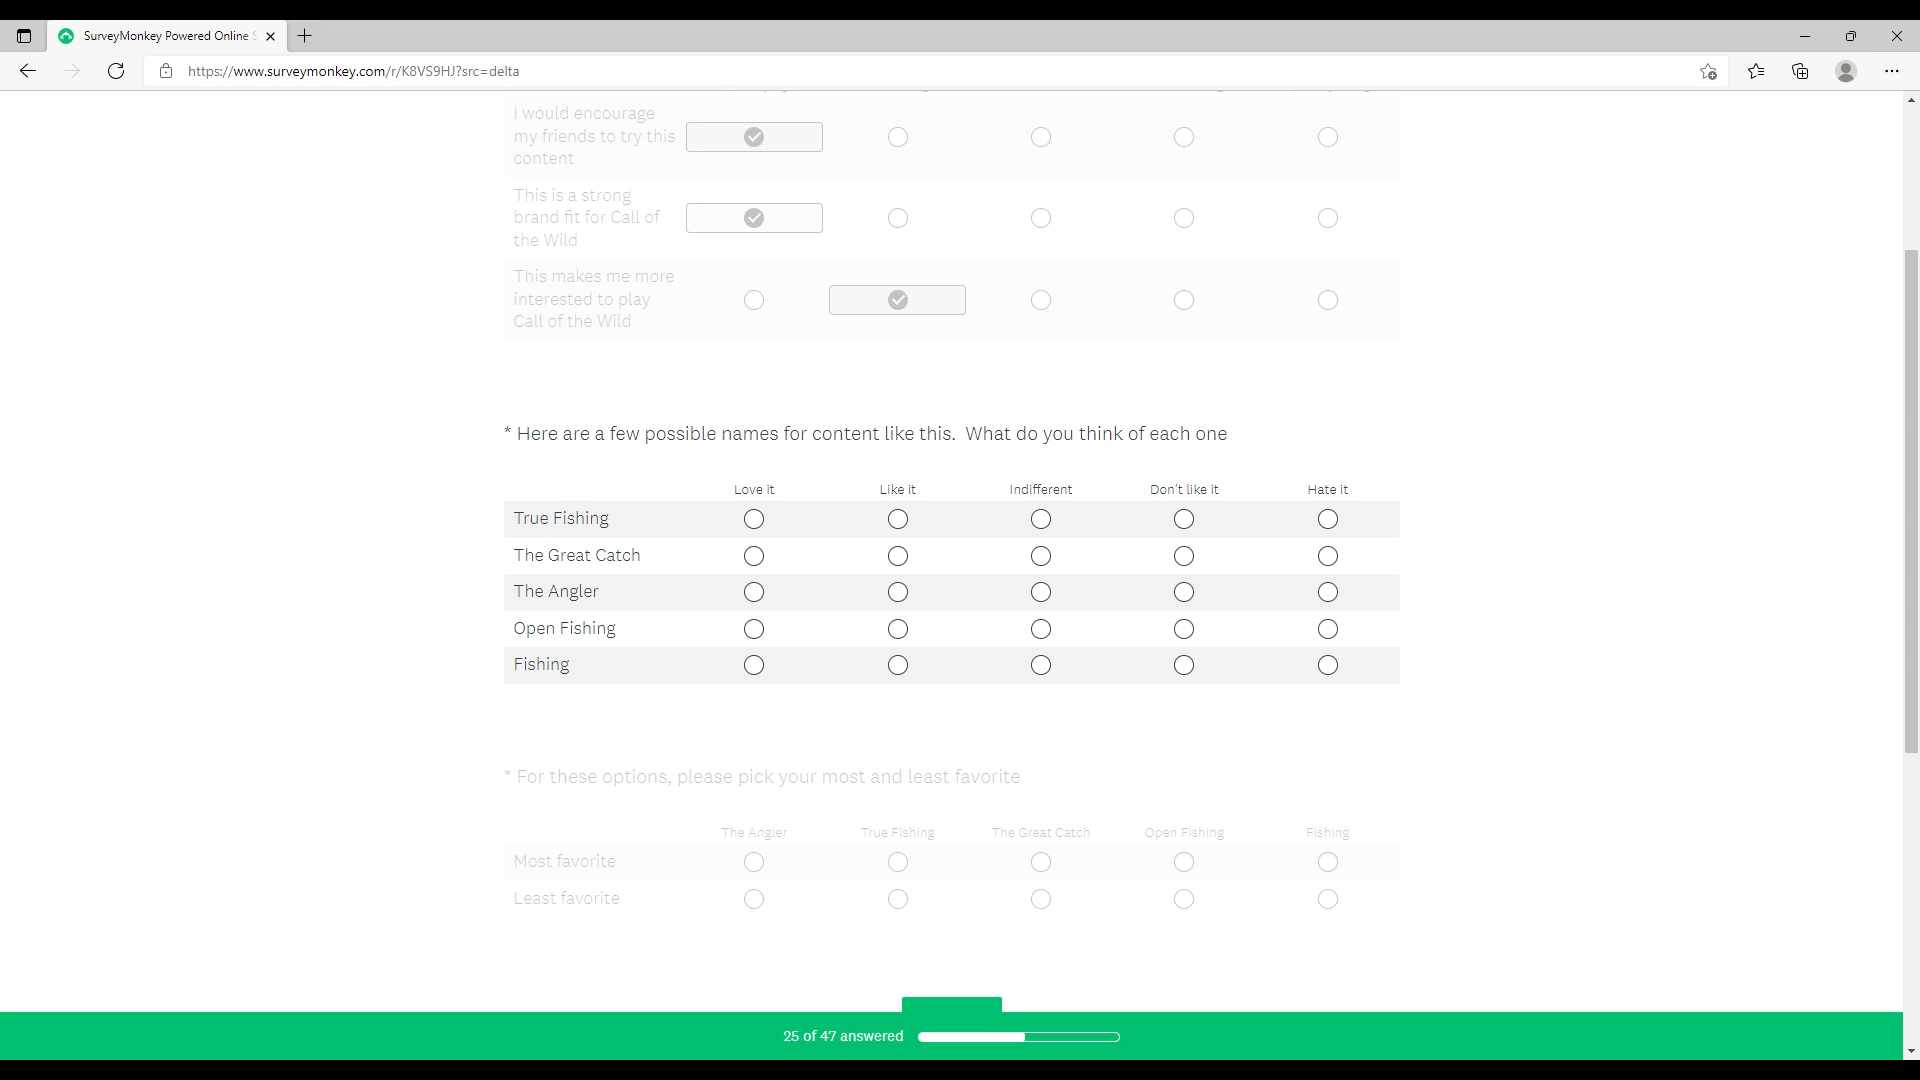 SurveyMonkey Powered Online
https://www.surveymonkey.com/r/K8VS9HJ?src=delta
I would encourage
my friends to try this
content
This is a strong
brand fit for Call of
the Wild
This makes me more
interested to play
Call of the Wild
* Here are a few possible names for content like this.  What do you think of each one
Love it Like it Indifferent Don't like it Hate it
True Fishing
The Great Catch
The Angler
Open Fishing
Fishing
* For these options, please pick your most and least favorite
The Angler True Fishing The Great Catch Open Fishing Fishing
Most favorite
Least favorite
25 of 47 answered